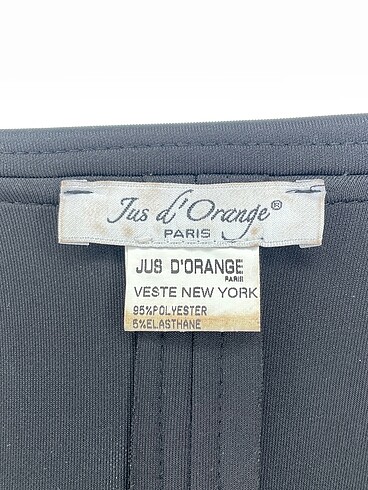 Jus d'Orange®
PARIS
JUS D'ORANGE
PARIS
VESTE NEW YORK
95%POLYESTER
5%ELASTHANE